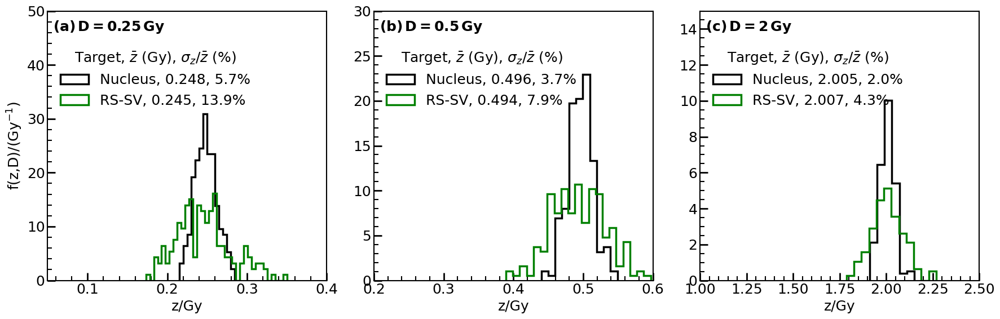 (a) D = 0.25 Gy
Target, z̄ (Gy), σz/z̄ (%)
Nucleus, 0.248, 5.7%
RS-SV, 0.245, 13.9%
50
40
30
20
10
0
f(z,D)/(Gy⁻¹)
0.1 0.2 0.3 0.4
z/Gy
(b) D = 0.5 Gy
Target, z̄ (Gy), σz/z̄ (%)
Nucleus, 0.496, 3.7%
RS-SV, 0.494, 7.9%
30
25
20
15
10
5
0
0.2 0.3 0.4 0.5 0.6
z/Gy
(c) D = 2 Gy
Target, z̄ (Gy), σz/z̄ (%)
Nucleus, 2.005, 2.0%
RS-SV, 2.007, 4.3%
14
12
10
8
6
4
2
0
1.00 1.25 1.50 1.75 2.00 2.25 2.50
z/Gy